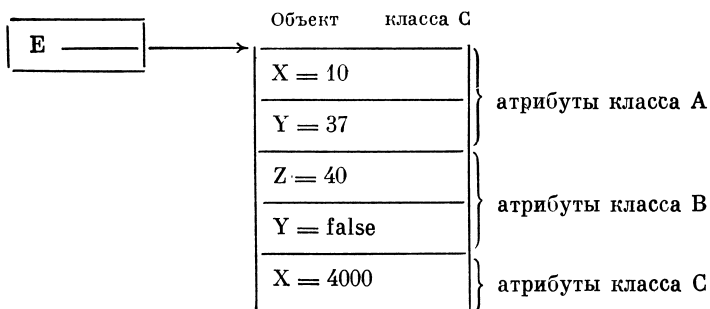 Объект класса C
E
X = 10
Y = 37
атрибуты класса A
Z = 40
Y = false
атрибуты класса B
X = 4000
атрибуты класса C